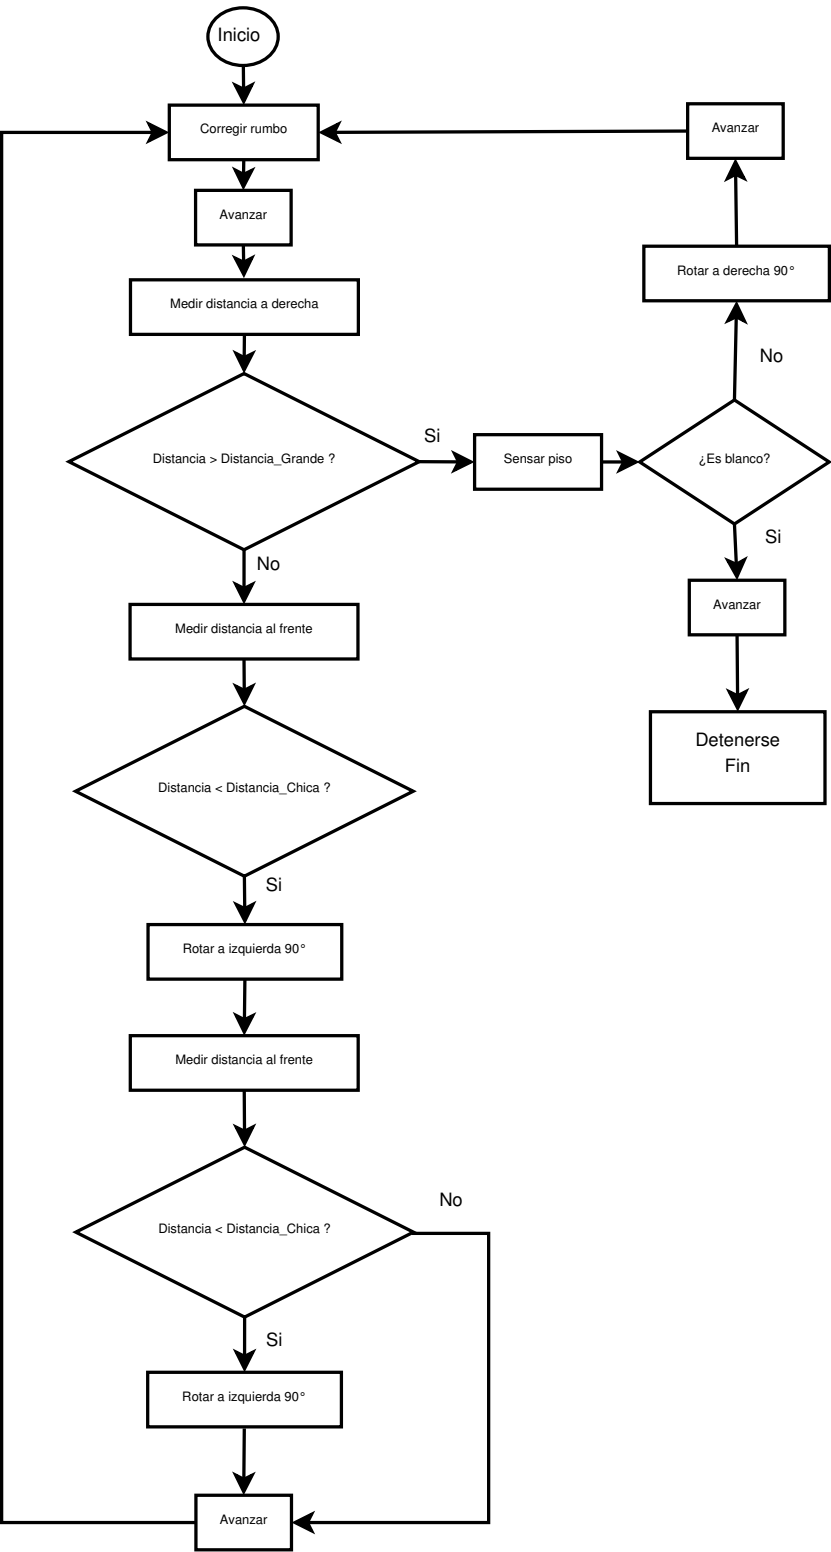 Inicio
Corregir rumbo
Avanzar
Avanzar
Medir distancia a derecha
Rotar a derecha 90°
No
Distancia > Distancia_Grande ?
Si
Sensar piso
¿Es blanco?
Si
No
Medir distancia al frente
Avanzar
Detenerse
Fin
Distancia < Distancia_Chica ?
Si
Rotar a izquierda 90°
Medir distancia al frente
Distancia < Distancia_Chica ?
No
Si
Rotar a izquierda 90°
Avanzar